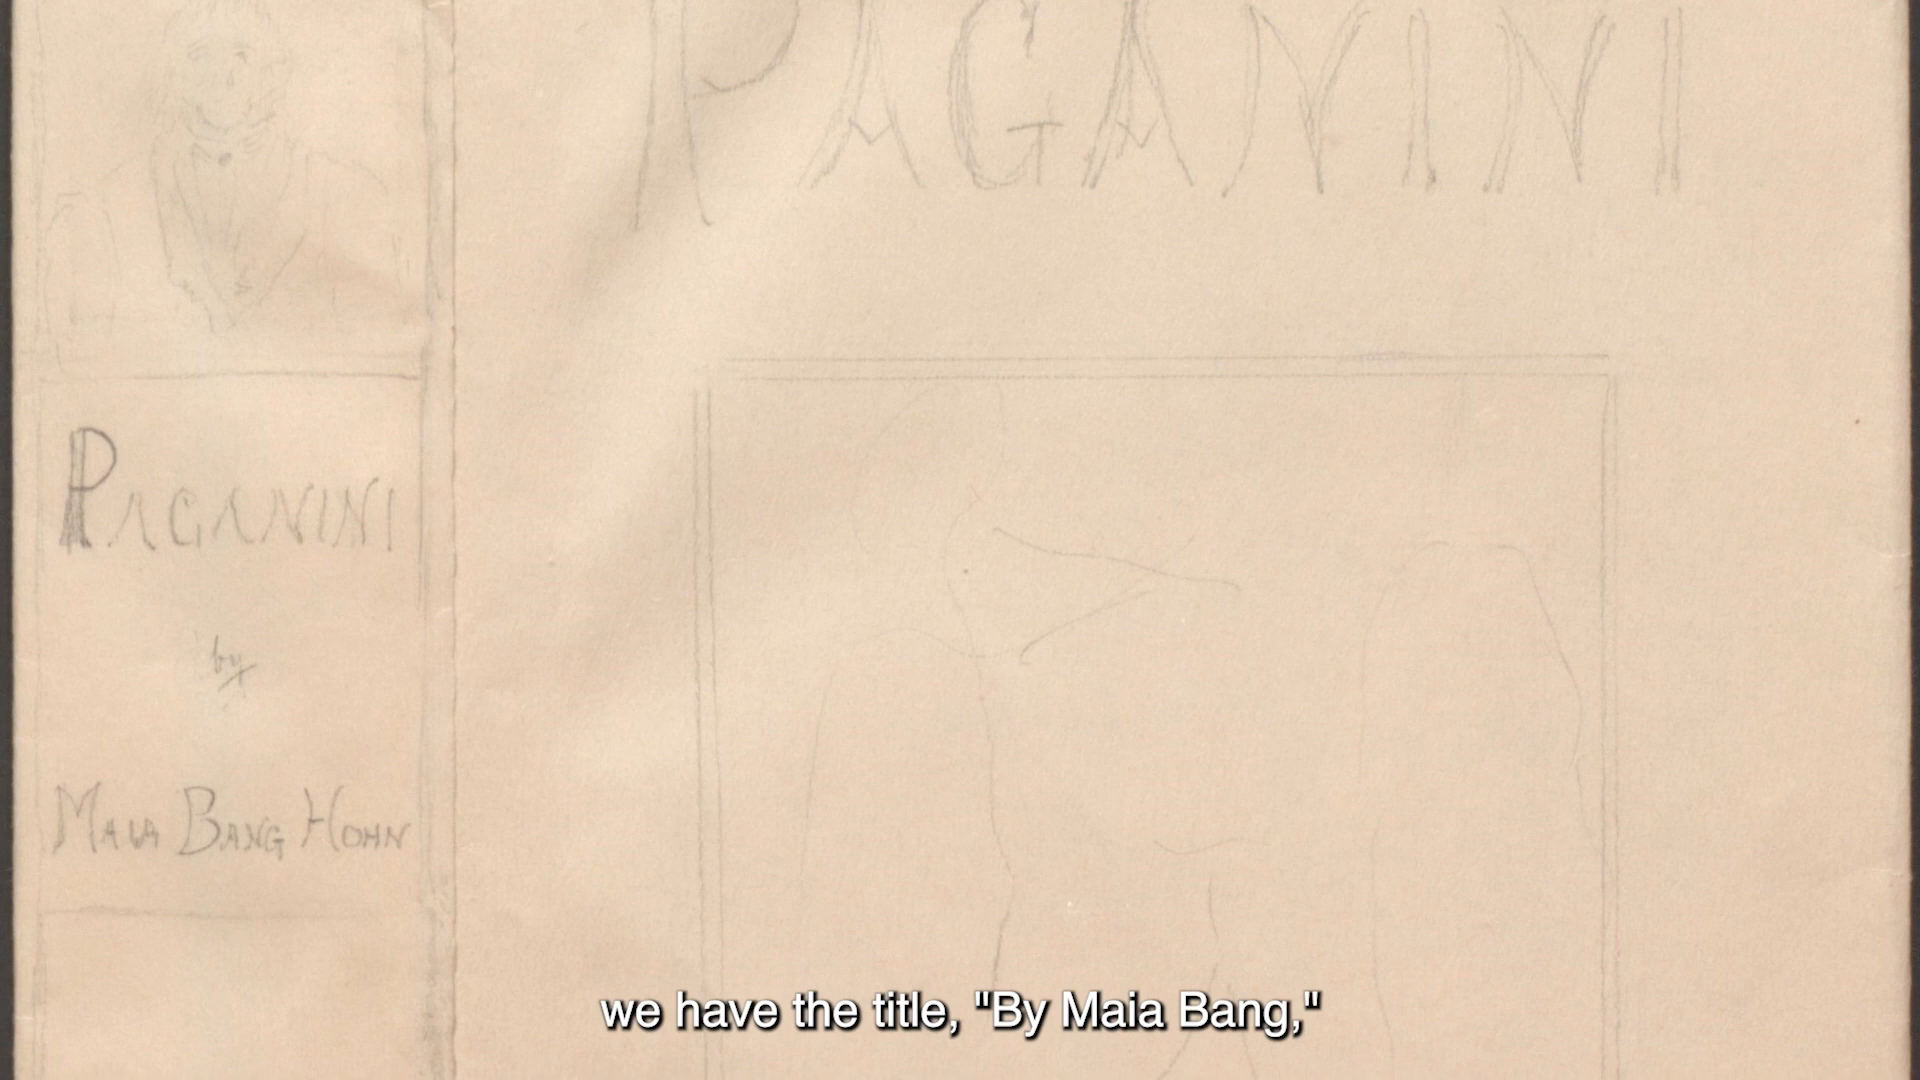 PAGANINI
PAGANINI
by
MAIA BANG HOHN
we have the title, "By Maia Bang,"